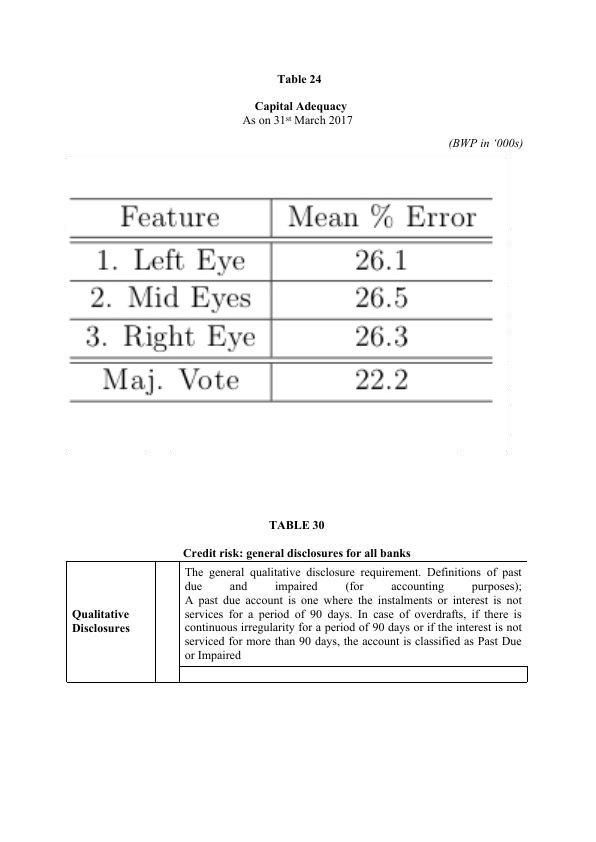 Table 24
Capital Adequacy
As on 31st March 2017
(BWP in ‘000s)
Feature Mean % Error
1. Left Eye 26.1
2. Mid Eyes 26.5
3. Right Eye 26.3
Maj. Vote 22.2
TABLE 30
Credit risk: general disclosures for all banks
Qualitative
Disclosures
The general qualitative disclosure requirement. Definitions of past
due and impaired (for accounting purposes);
A past due account is one where the instalments or interest is not
services for a period of 90 days. In case of overdrafts, if there is
continuous irregularity for a period of 90 days or if the interest is not
serviced for more than 90 days, the account is classified as Past Due
or Impaired